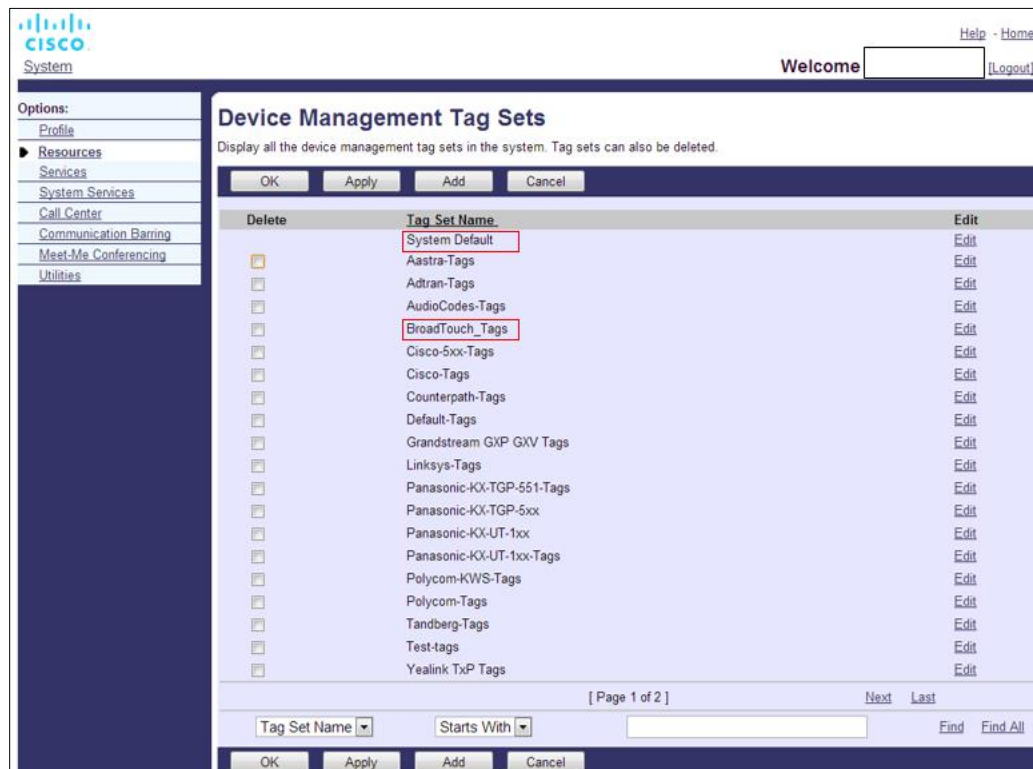 CISCO
Help - Home
System
Welcome [Logout]
Options:
Profile
Resources
Services
System Services
Call Center
Communication Barring
Meet-Me Conferencing
Utilities
Device Management Tag Sets
Display all the device management tag sets in the system. Tag sets can also be deleted.
OK Apply Add Cancel
Delete Tag Set Name Edit
System Default Edit
Aastra-Tags Edit
Adtran-Tags Edit
AudioCodes-Tags Edit
BroadTouch_Tags Edit
Cisco-5xx-Tags Edit
Cisco-Tags Edit
Counterpath-Tags Edit
Default-Tags Edit
Grandstream GXP GXV Tags Edit
Linksys-Tags Edit
Panasonic-KX-TGP-551-Tags Edit
Panasonic-KX-TGP-5xx Edit
Panasonic-KX-UT-1xx Edit
Panasonic-KX-UT-1xx-Tags Edit
Polycom-KWS-Tags Edit
Polycom-Tags Edit
Tandberg-Tags Edit
Test-tags Edit
Yealink TxP Tags Edit
[ Page 1 of 2 ] Next Last
Tag Set Name Starts With Find Find All
OK Apply Add Cancel